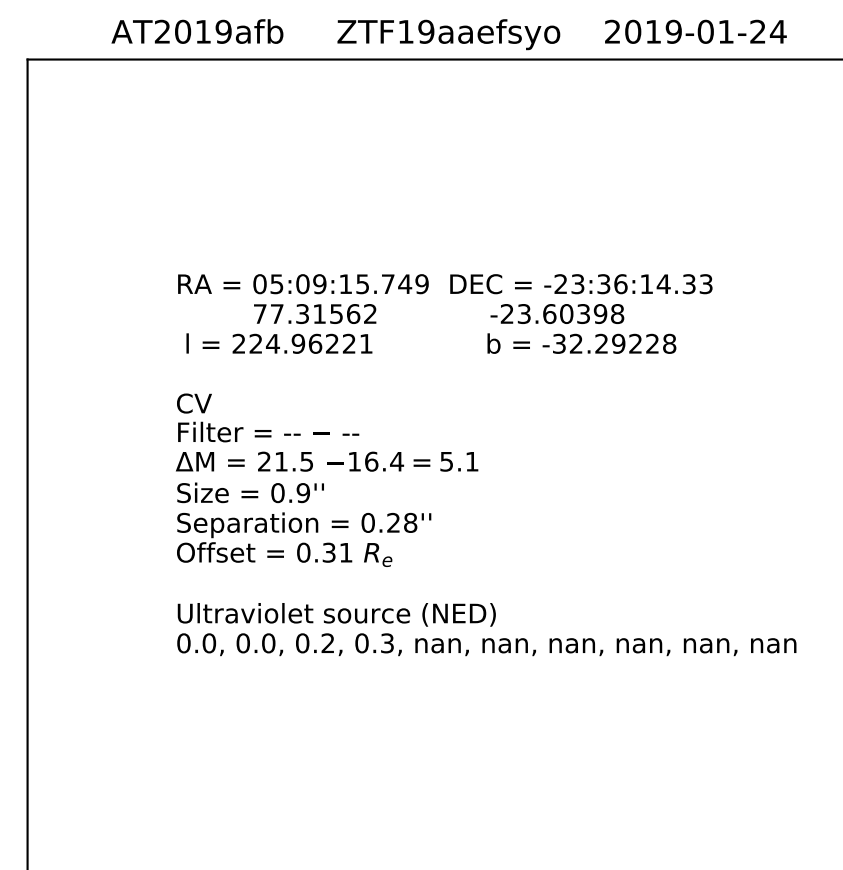 AT2019afb ZTF19aaefsyo 2019-01-24
RA = 05:09:15.749 DEC = -23:36:14.33
77.31562 -23.60398
l = 224.96221 b = -32.29228
CV
Filter = -- − --
ΔM = 21.5 −16.4 = 5.1
Size = 0.9''
Separation = 0.28''
Offset = 0.31 Re
Ultraviolet source (NED)
0.0, 0.0, 0.2, 0.3, nan, nan, nan, nan, nan, nan